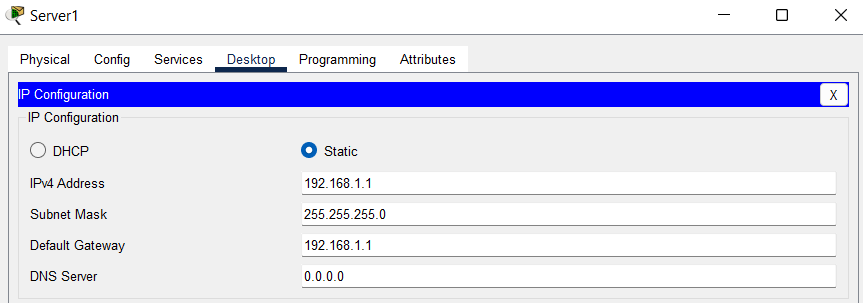 Server1
Physical Config Services Desktop Programming Attributes
IP Configuration X
IP Configuration
DHCP Static
IPv4 Address 192.168.1.1
Subnet Mask 255.255.255.0
Default Gateway 192.168.1.1
DNS Server 0.0.0.0